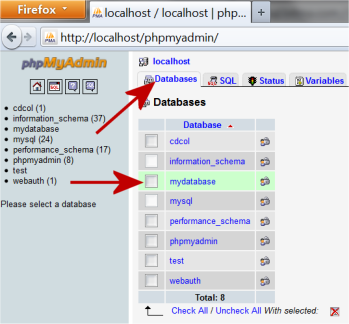 Firefox
localhost / localhost | php...
http://localhost/phpmyadmin/
phpMyAdmin
cdcol (1)
information_schema (37)
mydatabase
mysql (24)
performance_schema (17)
phpmyadmin (8)
test
webauth (1)
Please select a database
localhost
Databases
SQL
Status
Variables
Databases
Database
cdcol
information_schema
mydatabase
mysql
performance_schema
phpmyadmin
test
webauth
Total: 8
Check All / Uncheck All With selected: